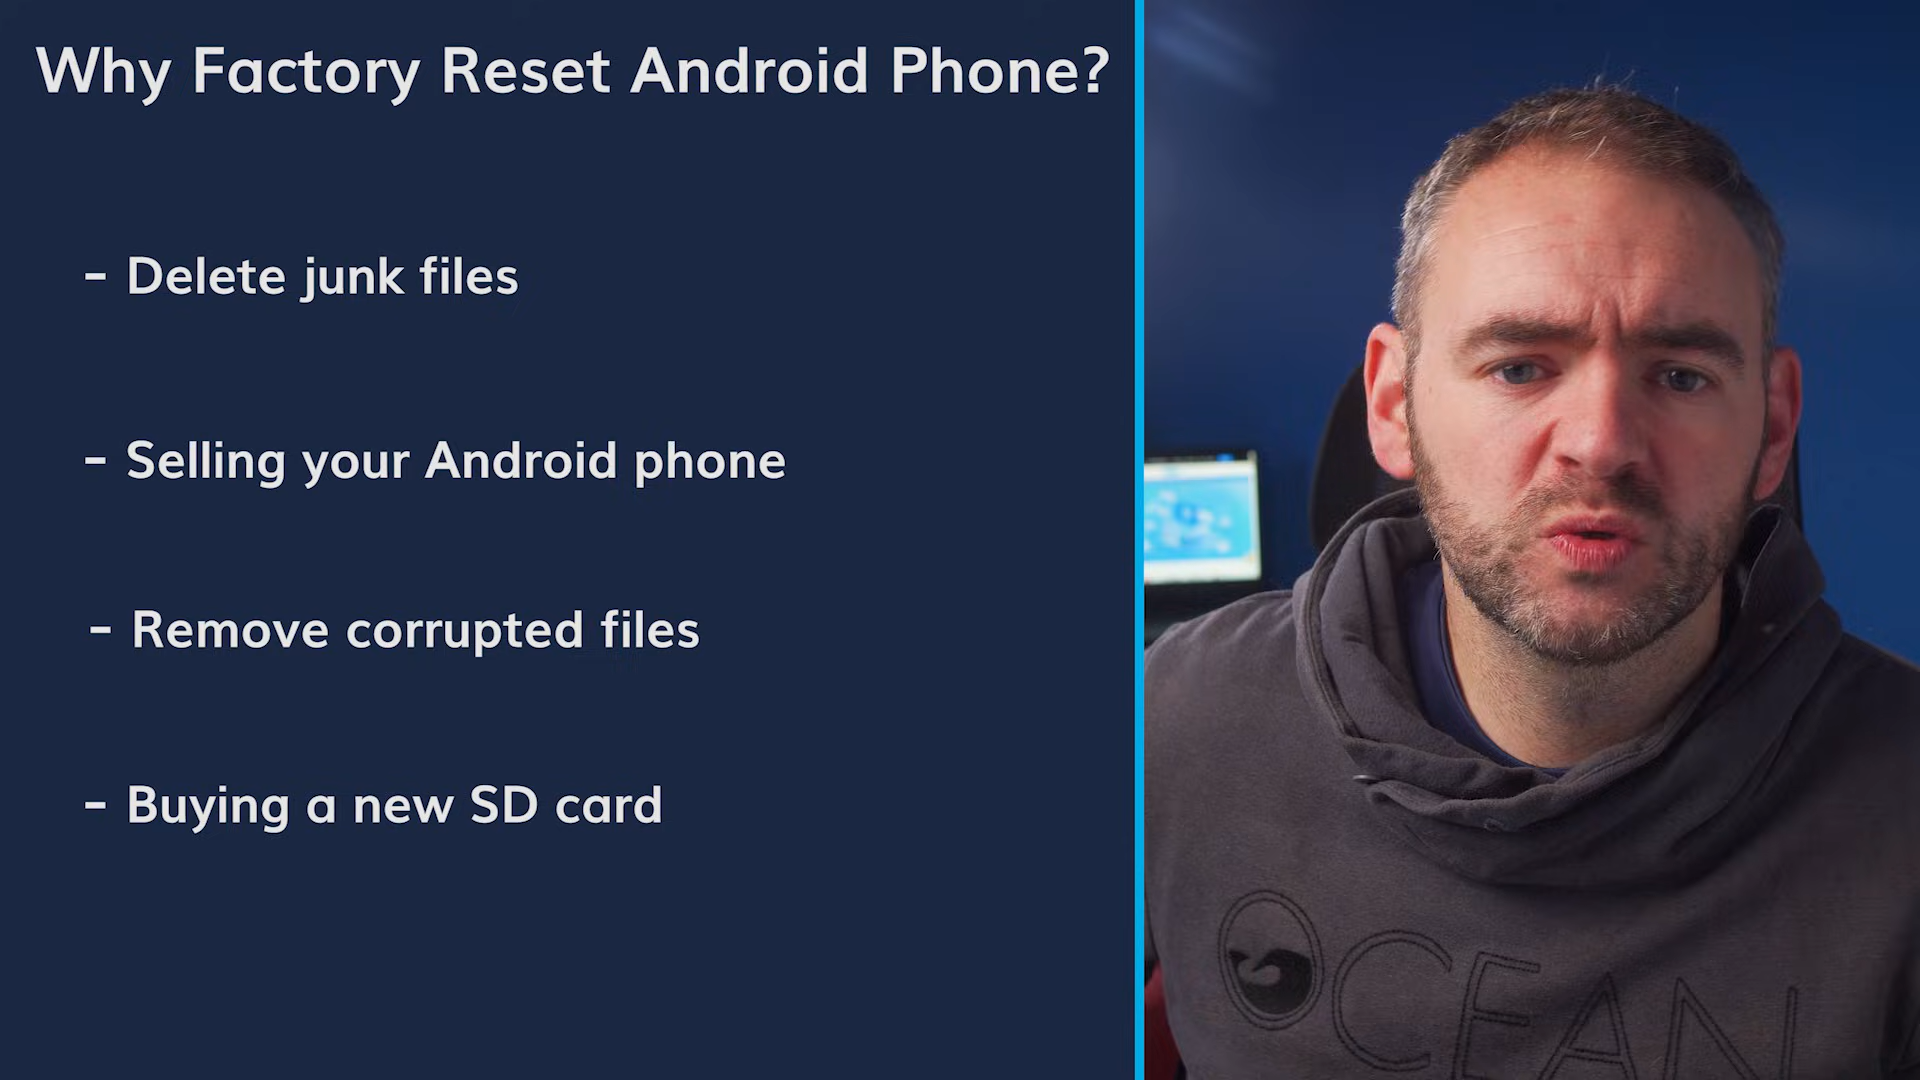 Why Factory Reset Android Phone?
- Delete junk files
- Selling your Android phone
- Remove corrupted files
- Buying a new SD card
OCEAN